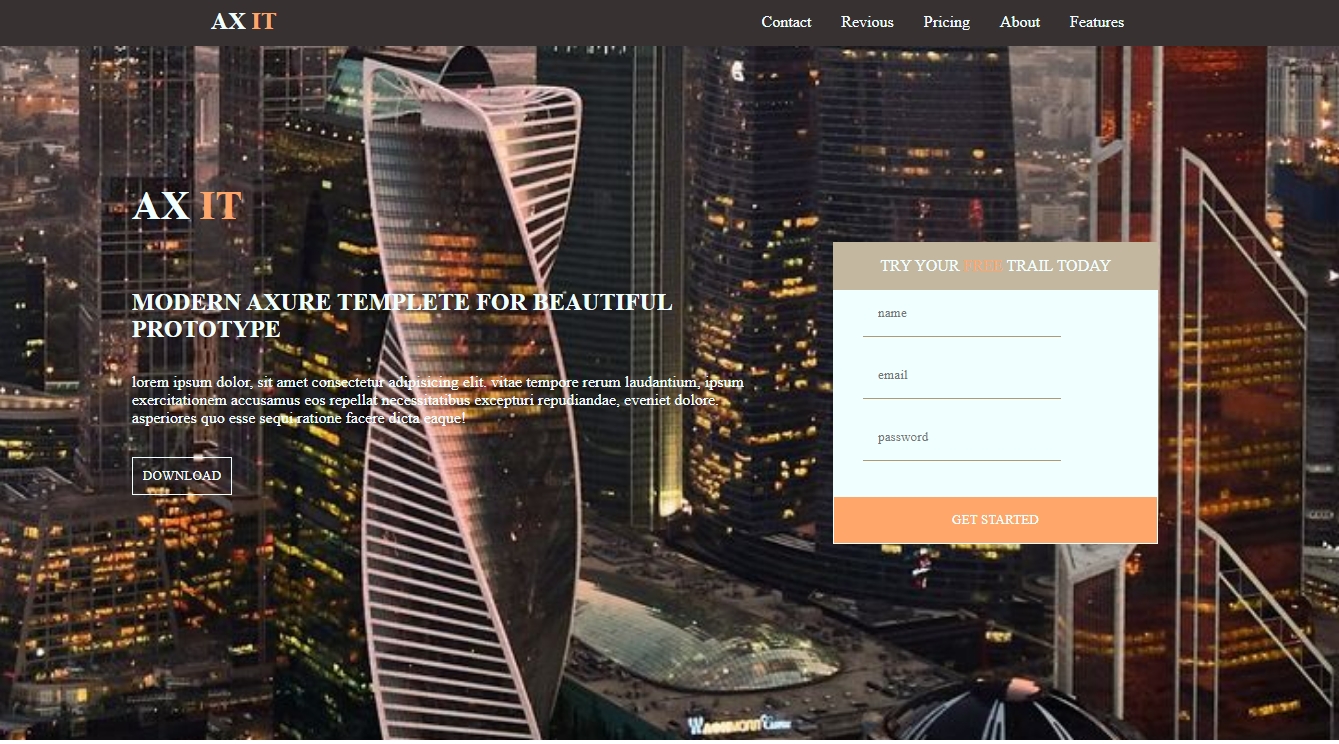 AX IT
Contact Revious Pricing About Features
AX IT
MODERN AXURE TEMPLETE FOR BEAUTIFUL
PROTOTYPE
lorem ipsum dolor, sit amet consectetur adipisicing elit. vitae tempore rerum laudantium, ipsum
exercitationem accusamus eos repellat necessitatibus excepturi repudiandae, eveniet dolore.
asperiores quo esse sequi ratione facere dicta eaque!
DOWNLOAD
TRY YOUR FREE TRAIL TODAY
name
email
password
GET STARTED